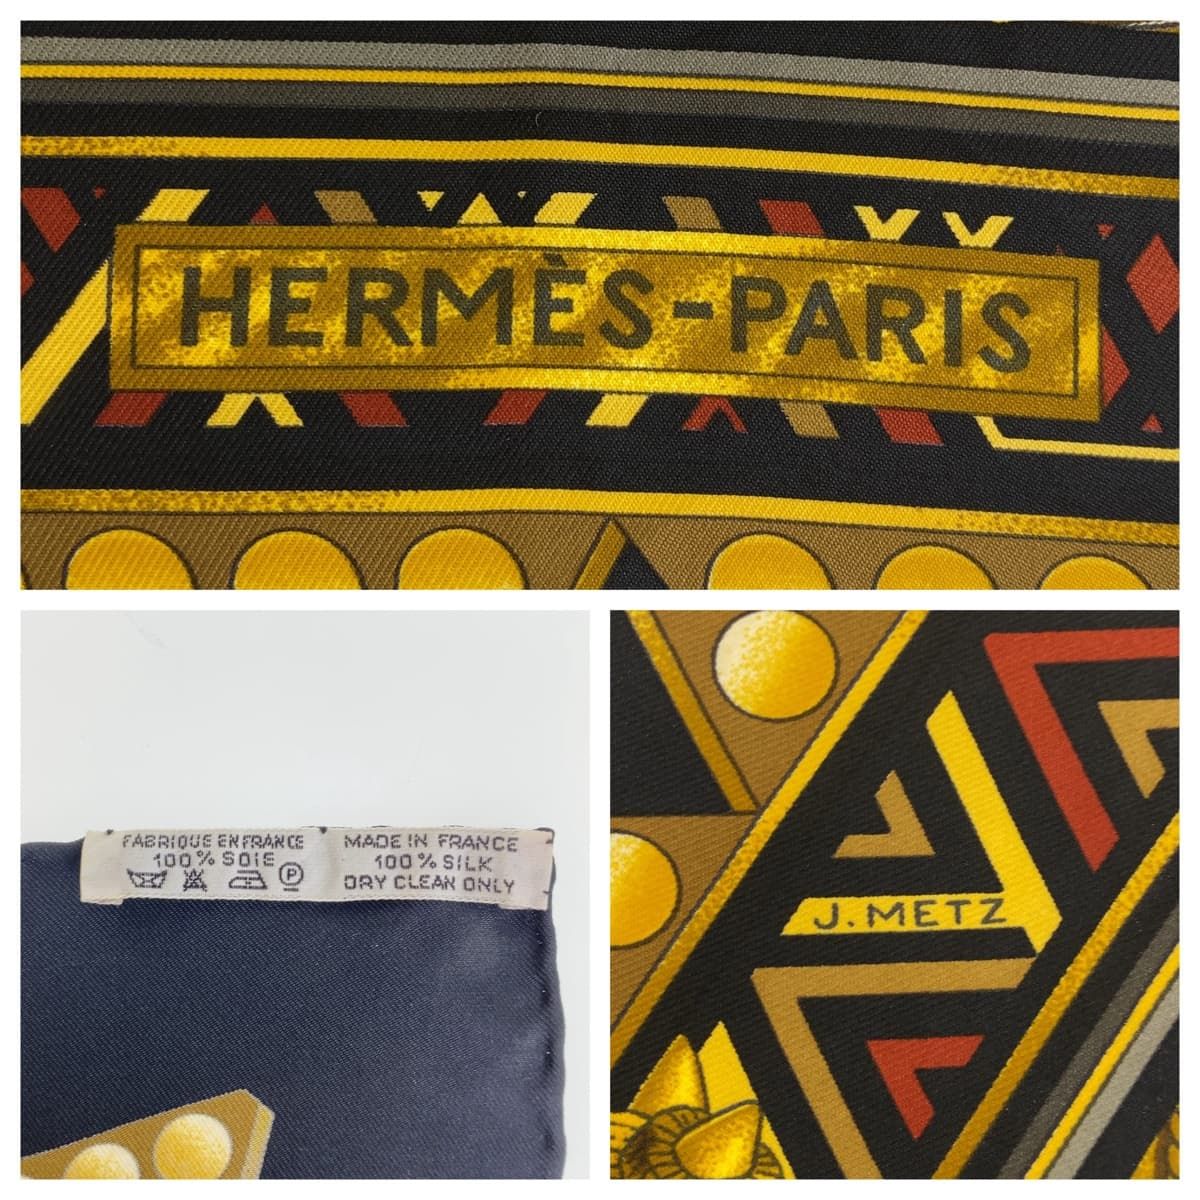 HERMÈS-PARIS
FABRIQUE EN FRANCE
100% SOIE
P
MADE IN FRANCE
100% SILK
DRY CLEAN ONLY
J. METZ